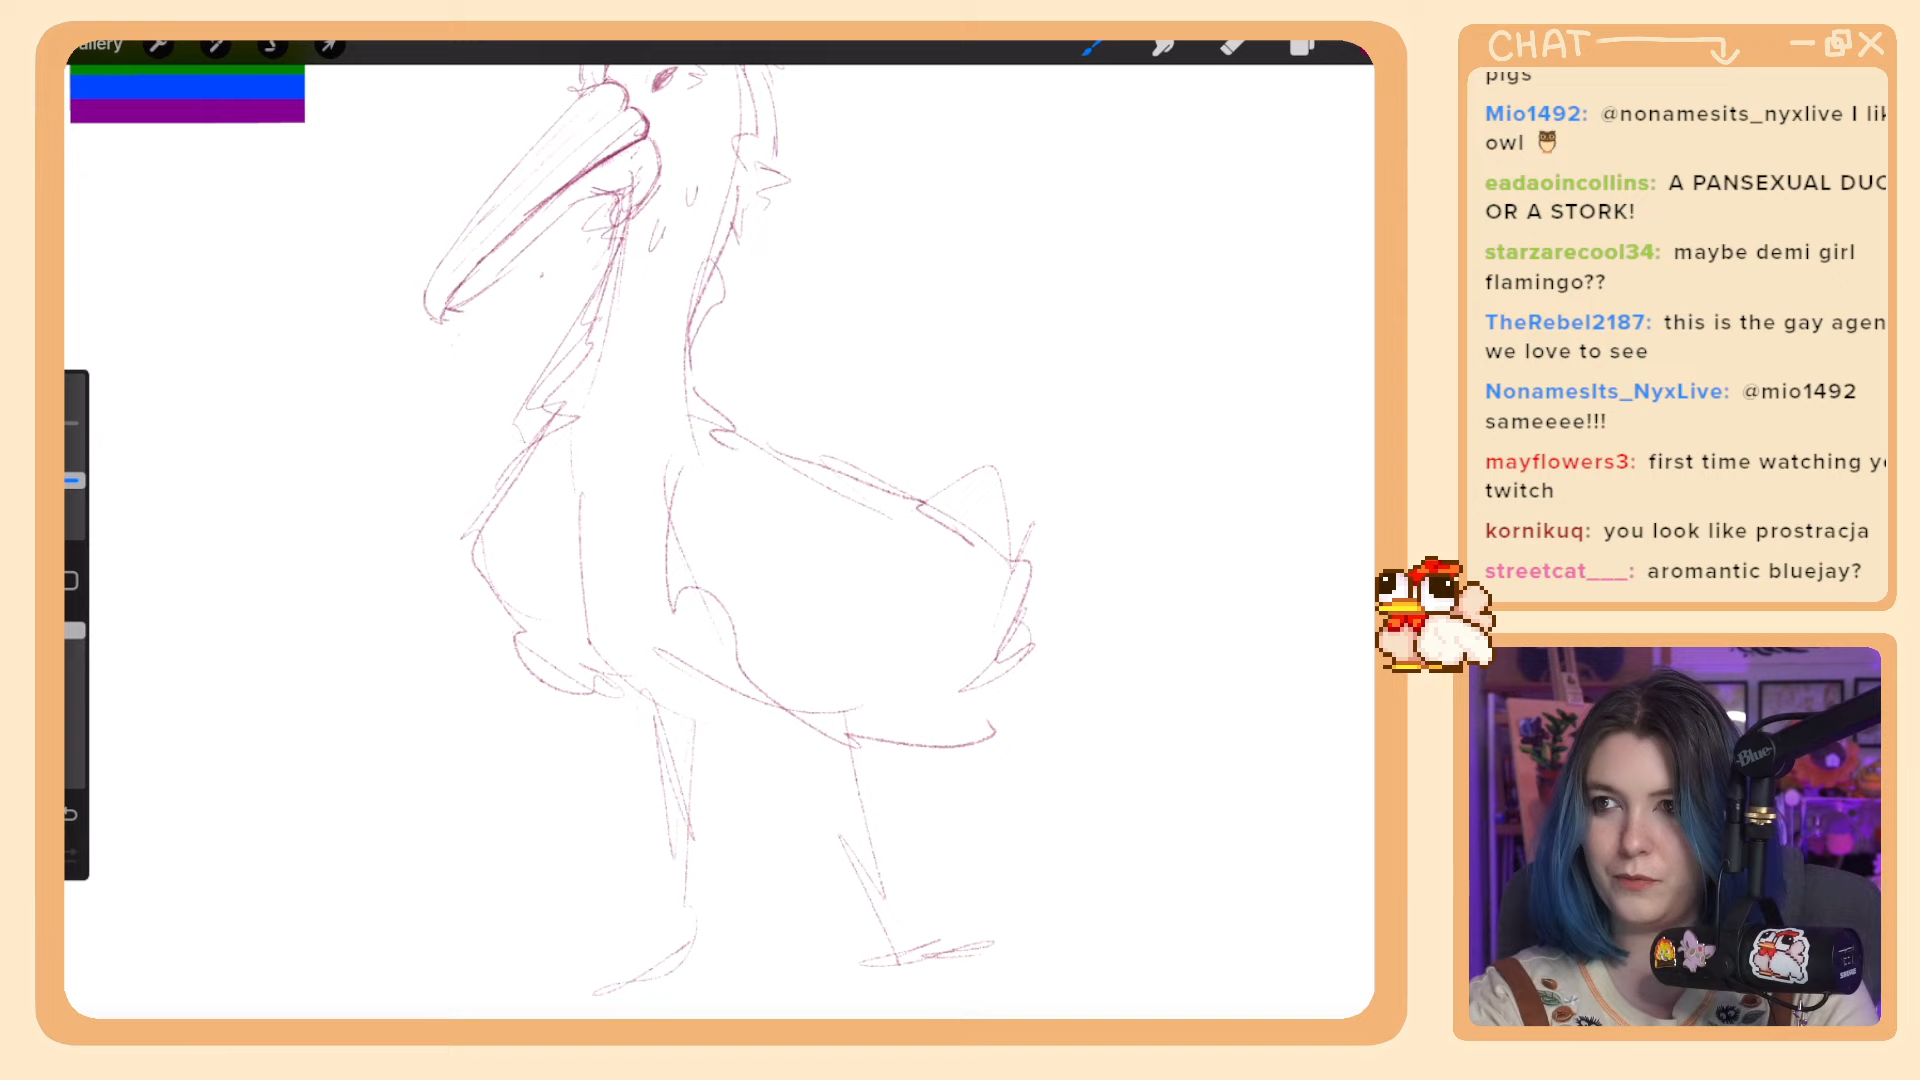 allery
CHAT
pigs
Mio1492: @nonamesits_nyxlive I lik
owl
eadaoincollins: A PANSEXUAL DUC
OR A STORK!
starzarecool34: maybe demi girl
flamingo??
TheRebel2187: this is the gay agen
we love to see
NonamesIts_NyxLive: @mio1492
sameeee!!!
mayflowers3: first time watching y
twitch
kornikuq: you look like prostracja
streetcat___: aromantic bluejay?
Blue
SHURE